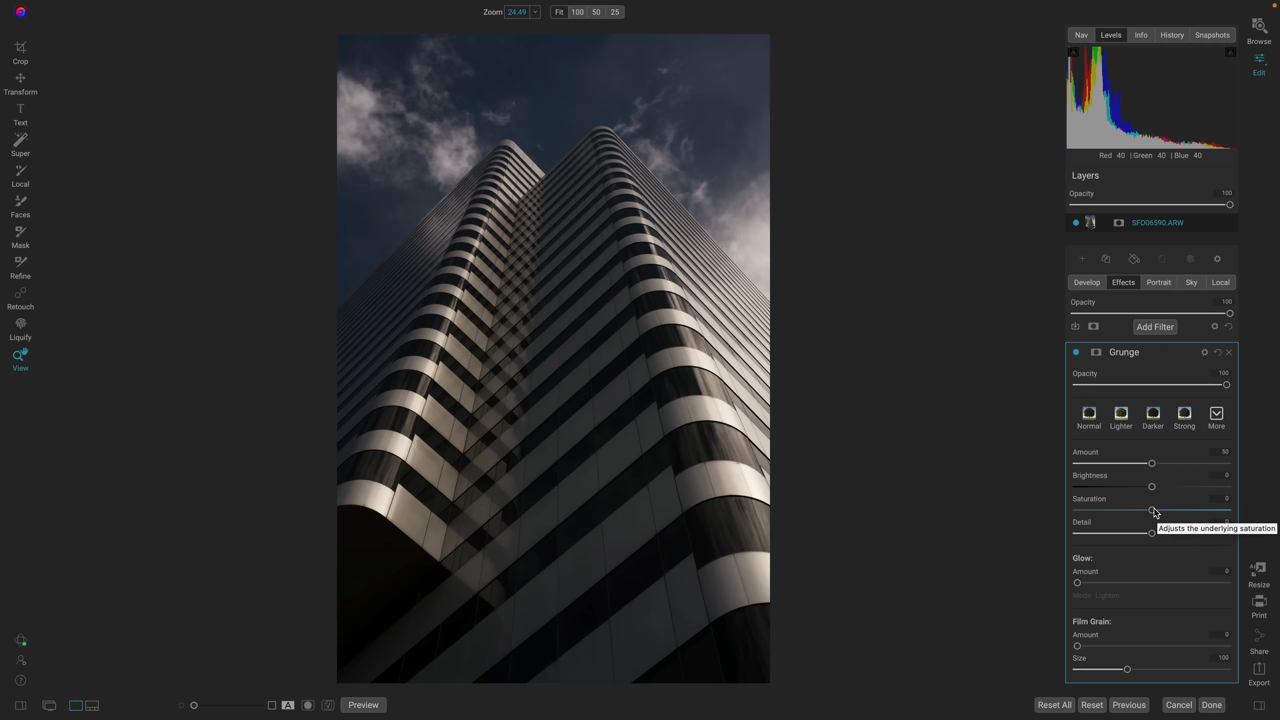 Zoom 24.49 Fit 100 50 25
Crop
Transform
T
Text
Super
Local
Faces
Mask
Refine
Retouch
Liquify
View
Nav Levels Info History Snapshots
Red 40 | Green 40 | Blue 40
Layers
Opacity 100
SFO06590.ARW
Develop Effects Portrait Sky Local
Opacity 100
Add Filter
Grunge
Opacity 100
Normal Lighter Darker Strong More
Amount 50
Brightness 0
Saturation 0
Detail
Adjusts the underlying saturation
Glow:
Amount 0
Mode Lighten
Film Grain:
Amount 0
Size 100
Browse
Edit
Resize
Print
Share
Export
A Preview
Reset All Reset Previous Cancel Done